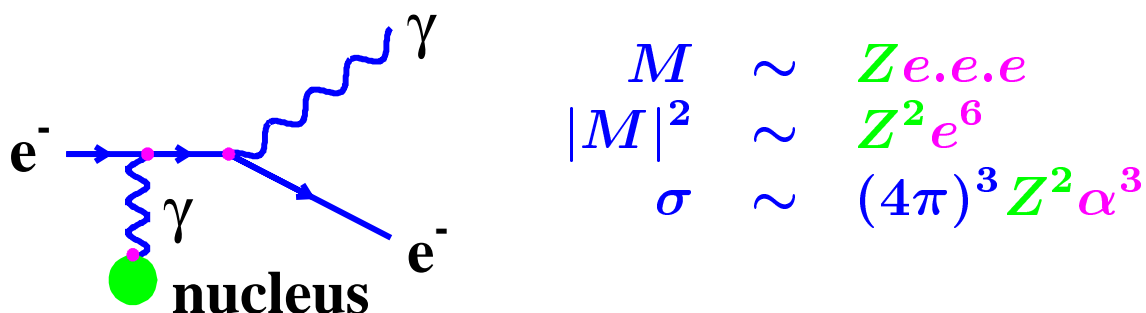 γ
e⁻
γ
e⁻
nucleus
M ∼ Ze.e.e
|M|² ∼ Z²e⁶
σ ∼ (4π)³Z²α³